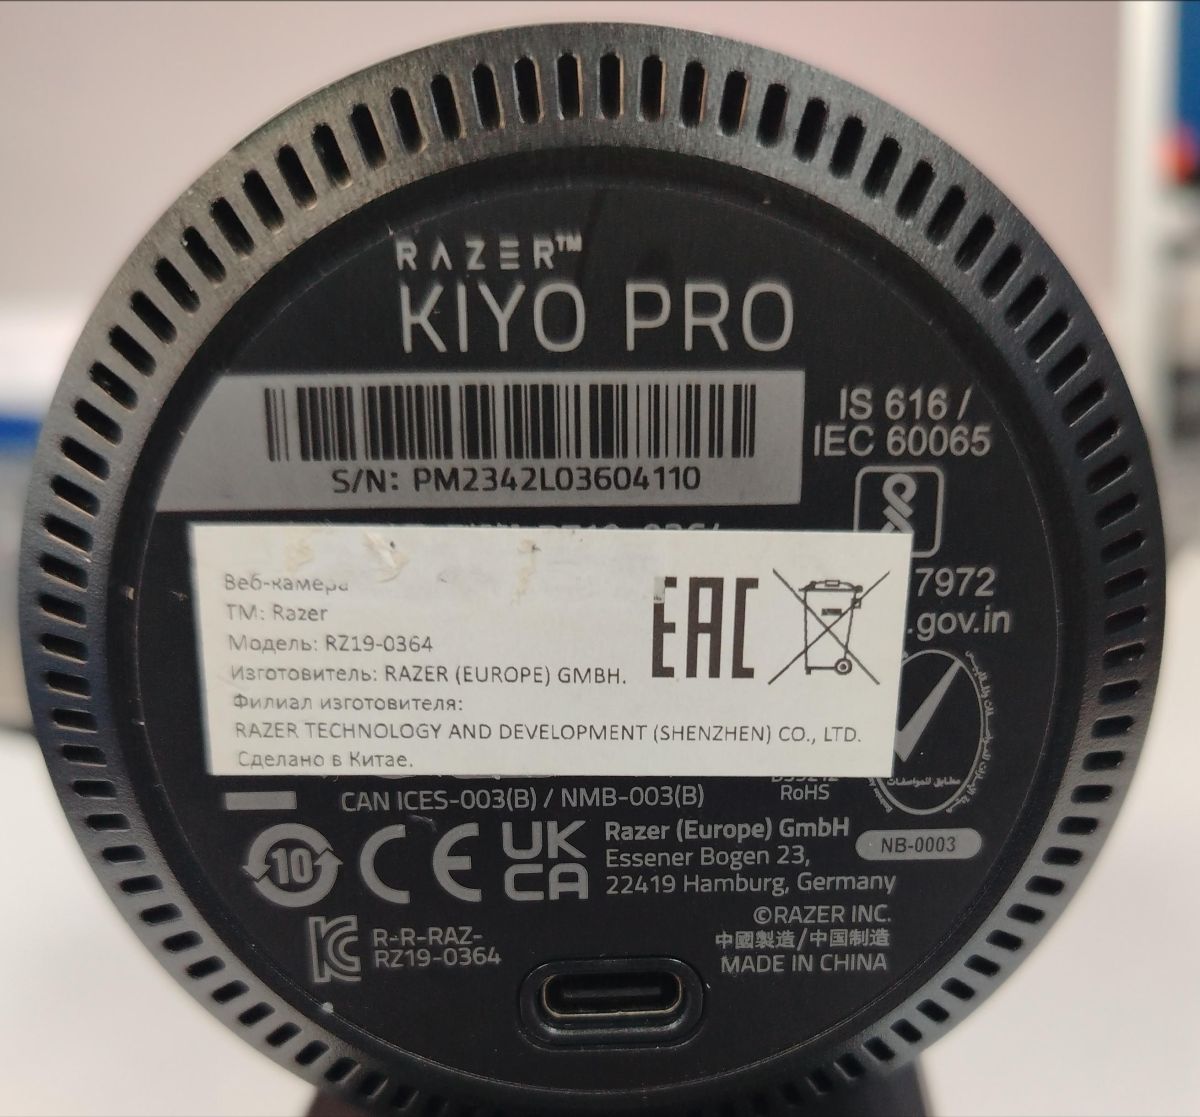 RAZER™
KIYO PRO
S/N: PM2342L03604110
IS 616 /
IEC 60065
7972
.gov.in
Веб-камера
TM: Razer
Модель: RZ19-0364
Изготовитель: RAZER (EUROPE) GMBH.
Филиал изготовителя:
RAZER TECHNOLOGY AND DEVELOPMENT (SHENZHEN) CO., LTD.
Сделано в Китае.
EAC
مطابق للمواصفات
RoHS
CAN ICES-003(B) / NMB-003(B)
10
CE
UK
CA
Razer (Europe) GmbH
Essener Bogen 23,
22419 Hamburg, Germany
NB-0003
R-R-RAZ-
RZ19-0364
©RAZER INC.
中國製造/中国制造
MADE IN CHINA